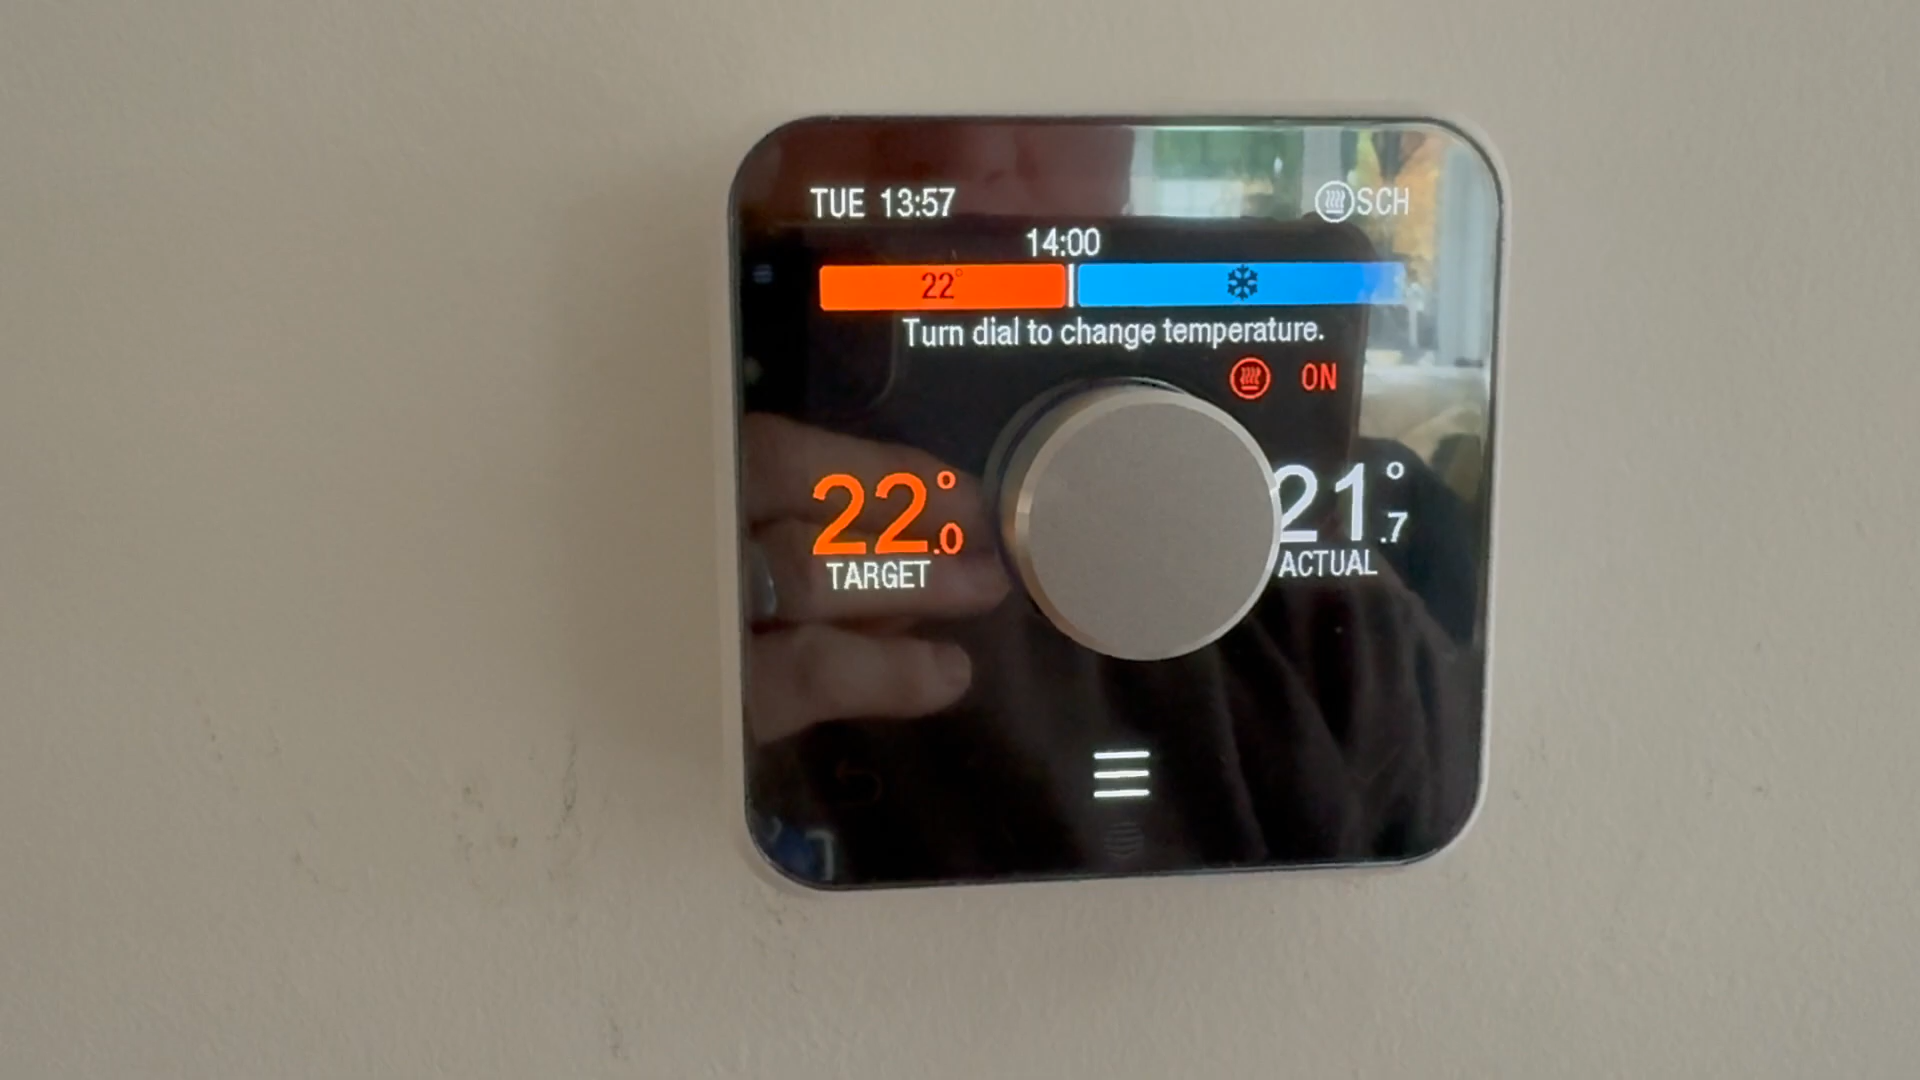 TUE 13:57 SCH
14:00
22°
Turn dial to change temperature.
ON
22.0° 21.7°
TARGET ACTUAL